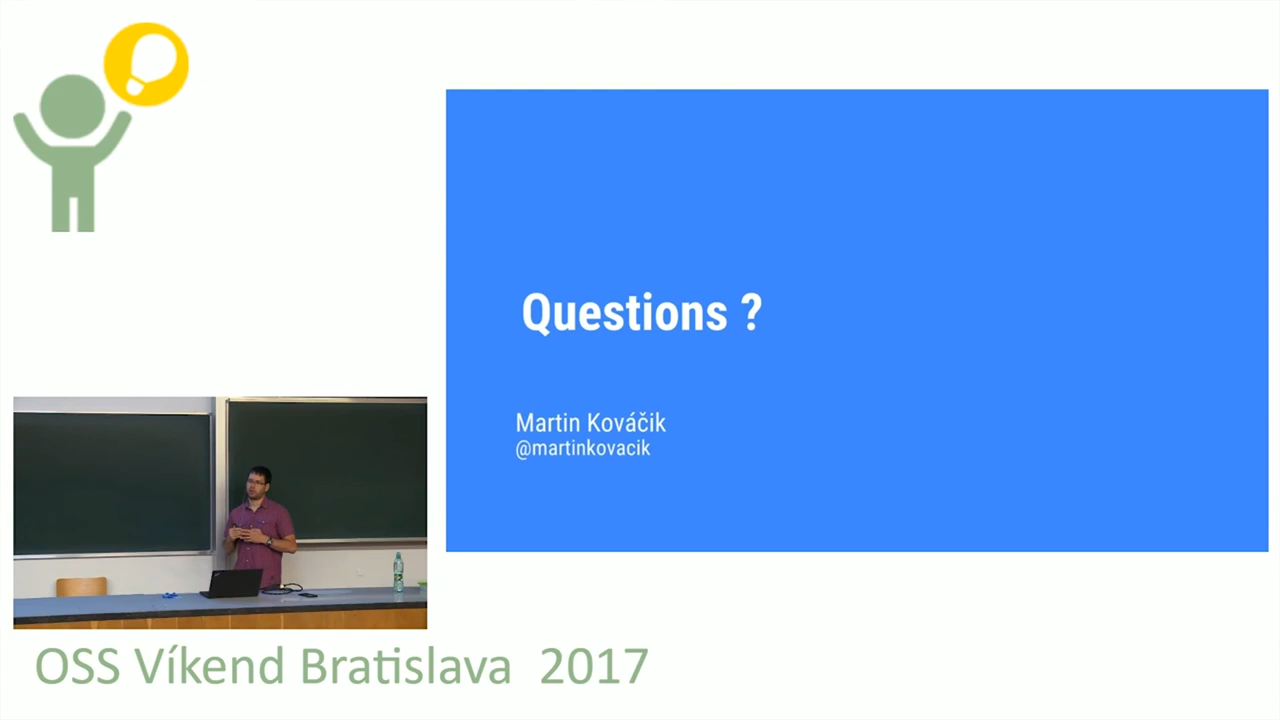 Questions ?
Martin Kováčik
@martinkovacik
OSS Víkend Bratislava 2017